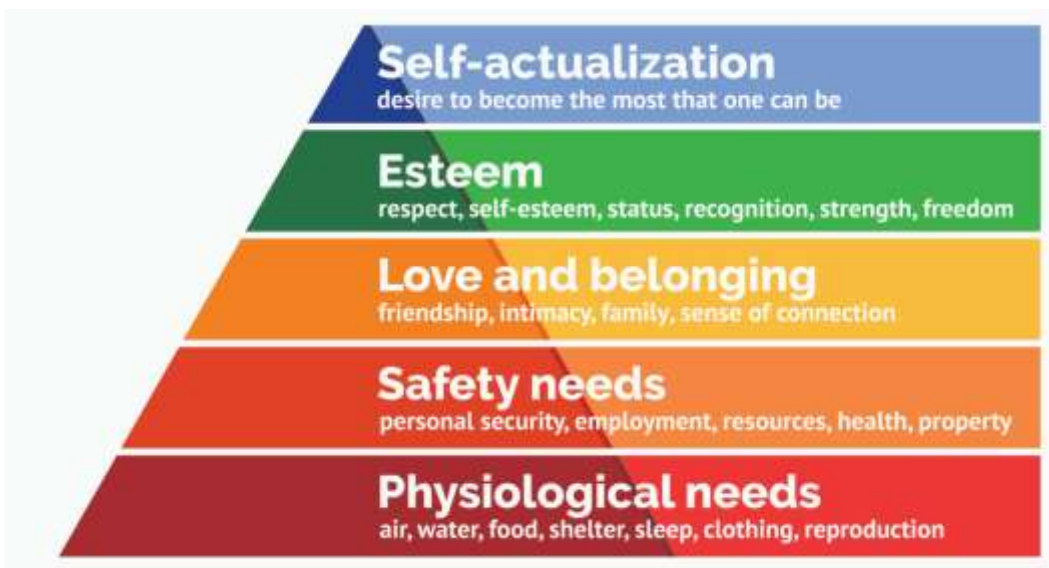 Self-actualization
desire to become the most that one can be
Esteem
respect, self-esteem, status, recognition, strength, freedom
Love and belonging
friendship, intimacy, family, sense of connection
Safety needs
personal security, employment, resources, health, property
Physiological needs
air, water, food, shelter, sleep, clothing, reproduction